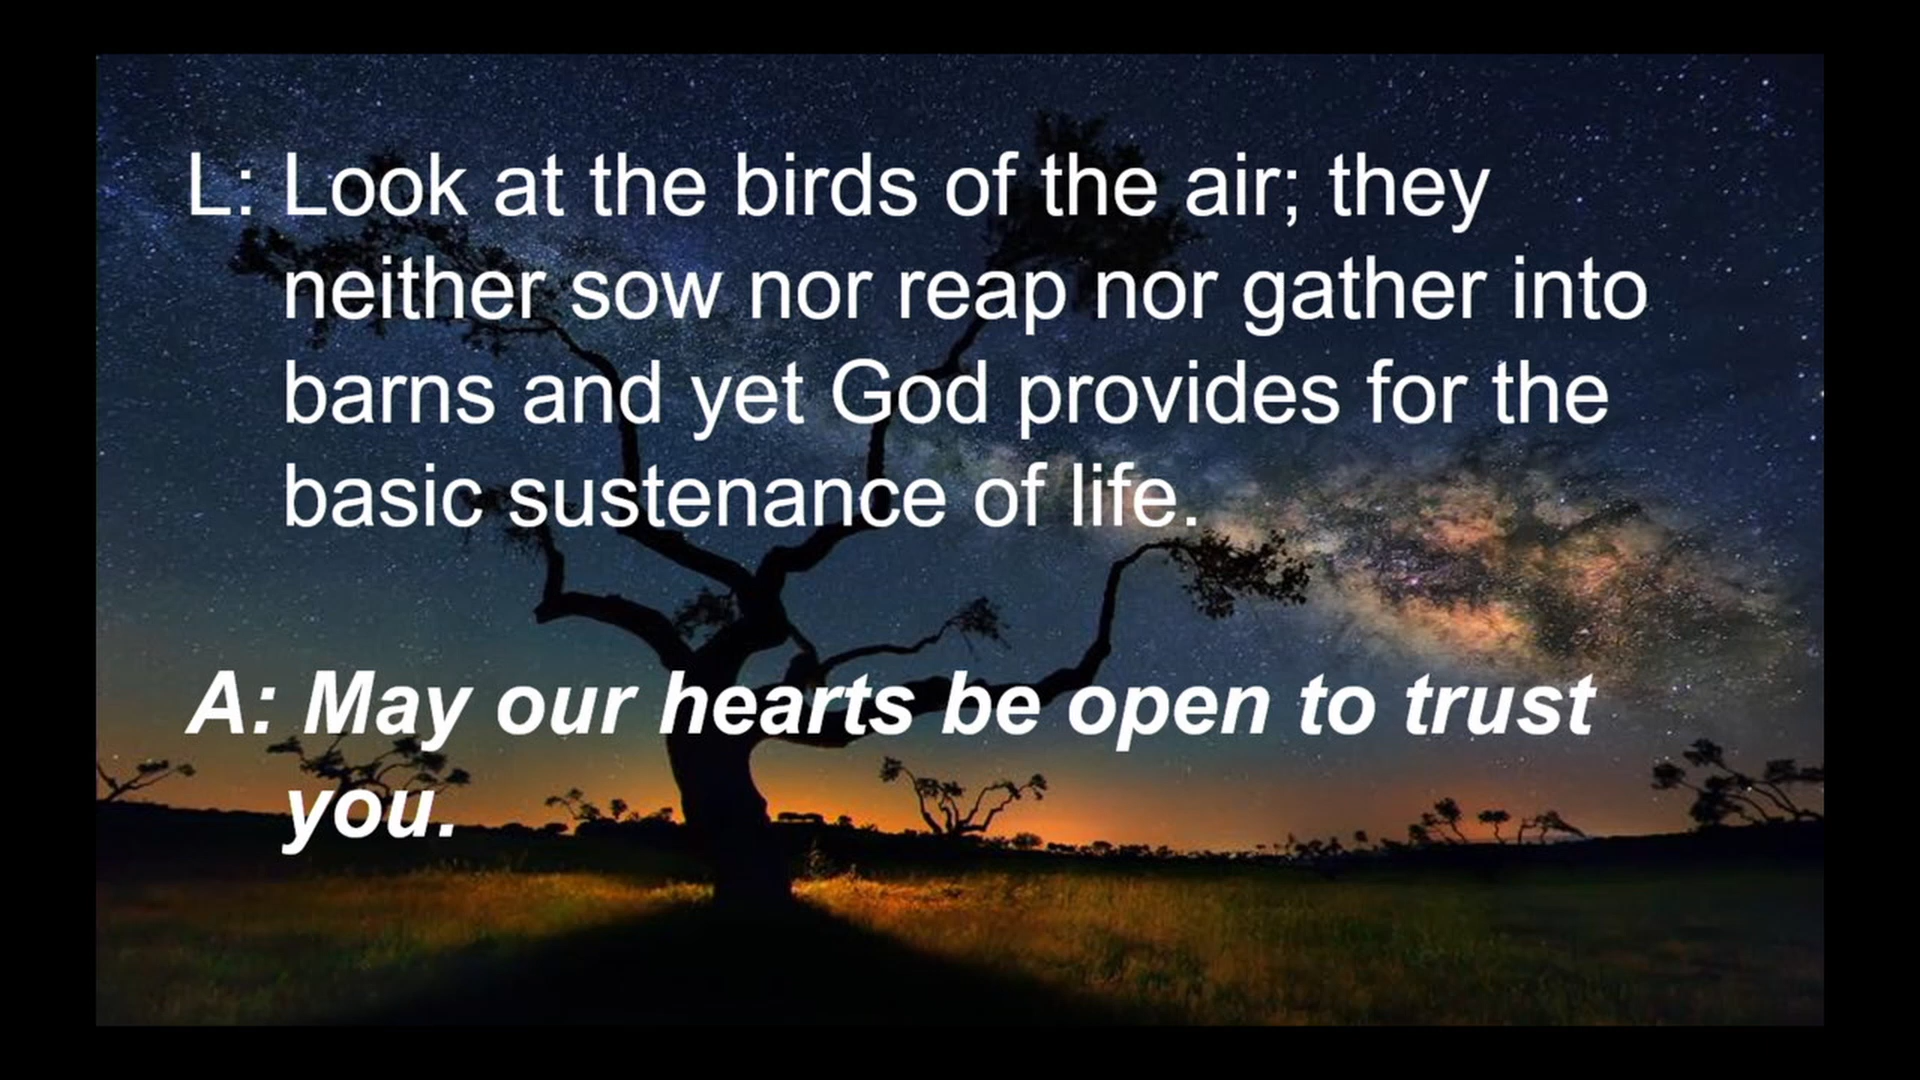 L: Look at the birds of the air; they
neither sow nor reap nor gather into
barns and yet God provides for the
basic sustenance of life.
A: May our hearts be open to trust
you.